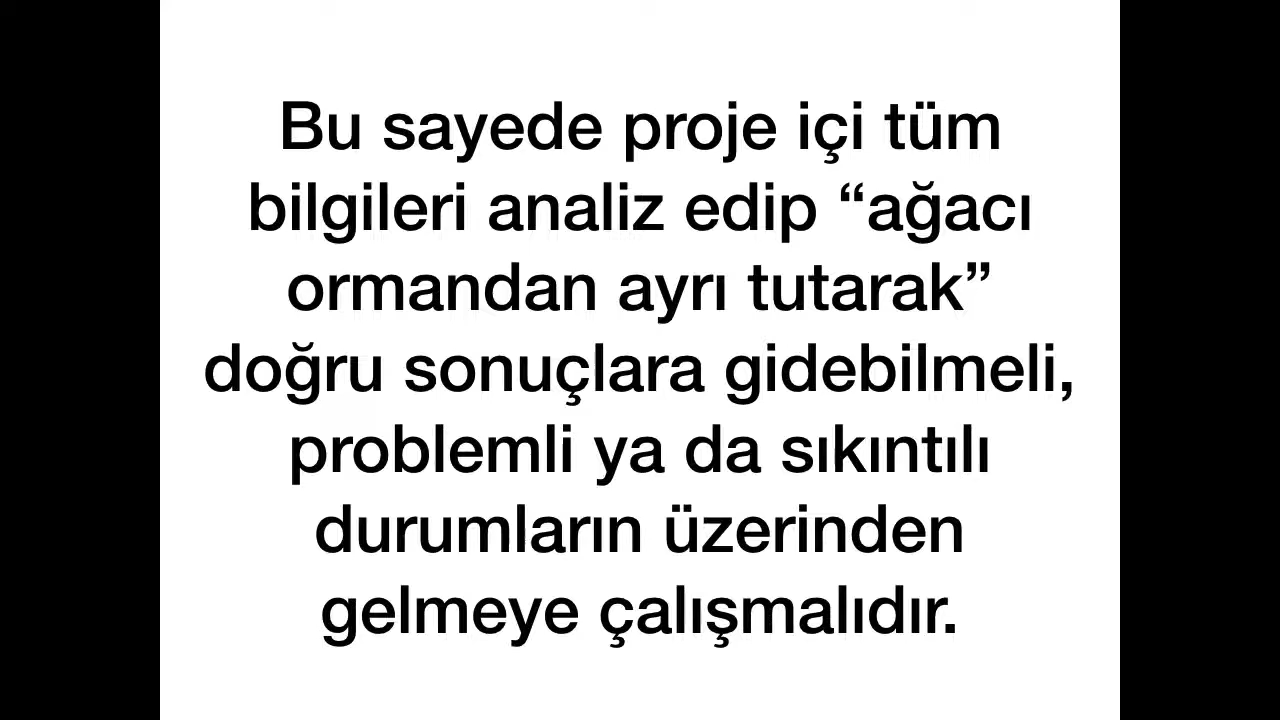 Bu sayede proje içi tüm
bilgileri analiz edip “ağacı
ormandan ayrı tutarak”
doğru sonuçlara gidebilmeli,
problemli ya da sıkıntılı
durumların üzerinden
gelmeye çalışmalıdır.